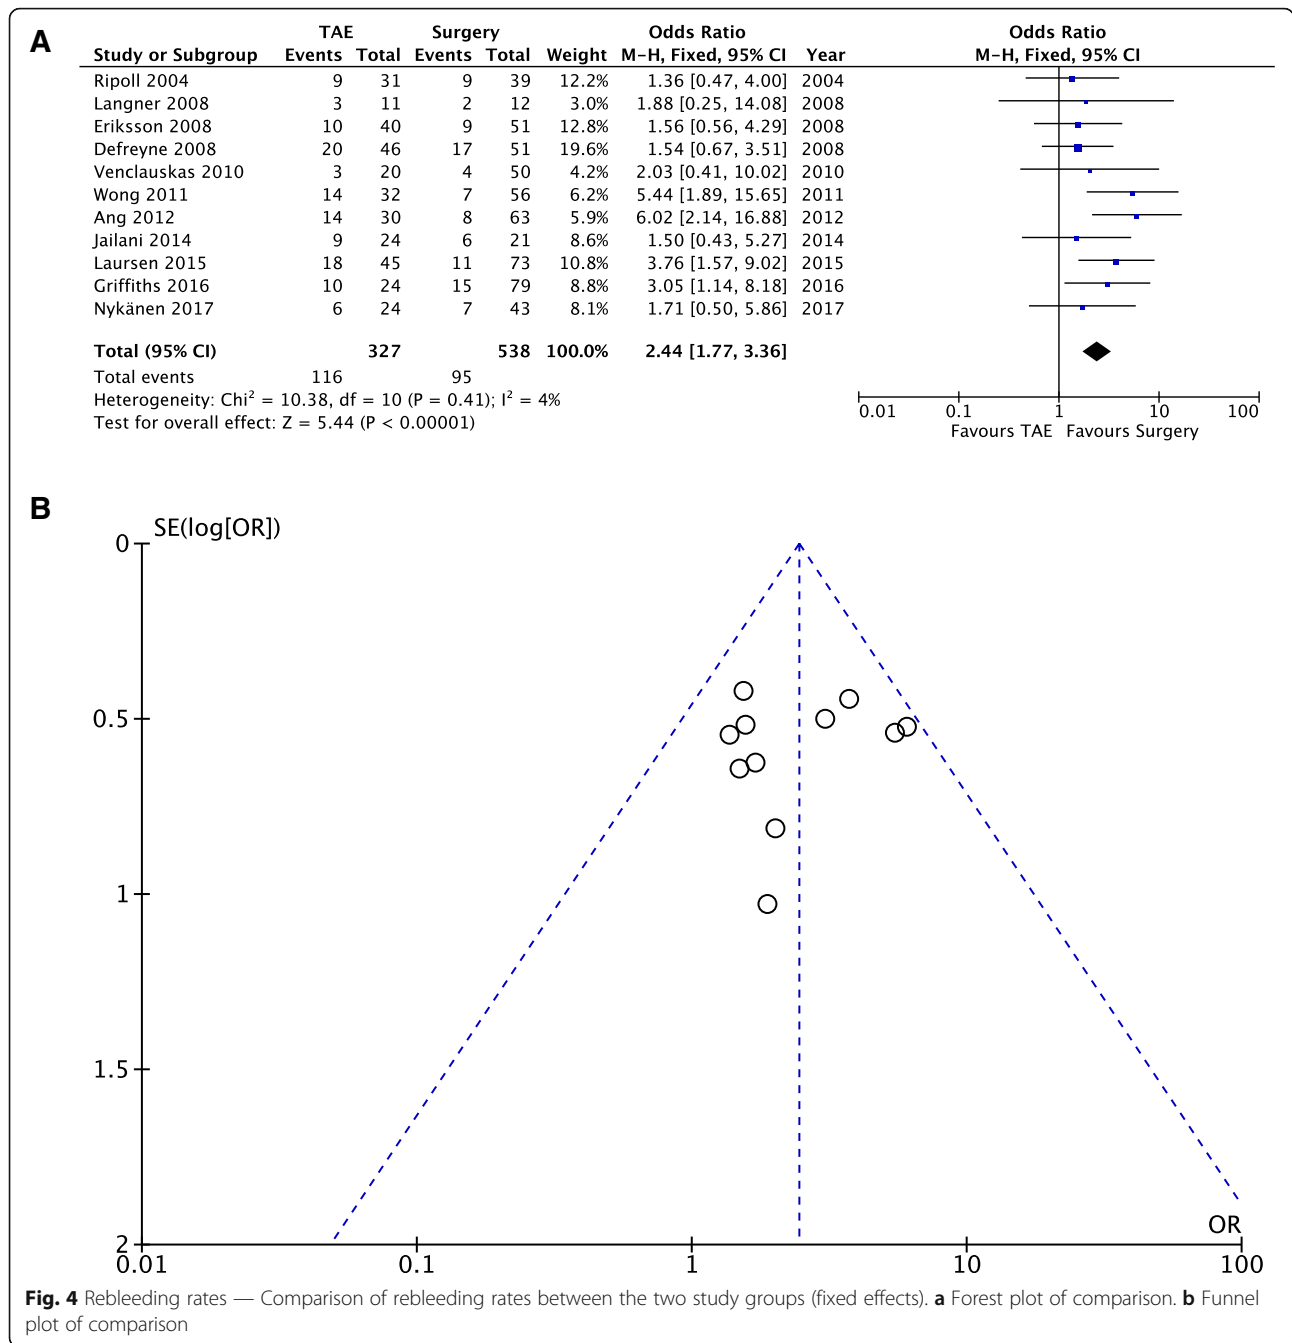 A
TAE Surgery Odds Ratio Odds Ratio
Study or Subgroup Events Total Events Total Weight M-H, Fixed, 95% CI Year M-H, Fixed, 95% CI
Ripoll 2004 9 31 9 39 12.2% 1.36 [0.47, 4.00] 2004
Langner 2008 3 11 2 12 3.0% 1.88 [0.25, 14.08] 2008
Eriksson 2008 10 40 9 51 12.8% 1.56 [0.56, 4.29] 2008
Defreyne 2008 20 46 17 51 19.6% 1.54 [0.67, 3.51] 2008
Venclauskas 2010 3 20 4 50 4.2% 2.03 [0.41, 10.02] 2010
Wong 2011 14 32 7 56 6.2% 5.44 [1.89, 15.65] 2011
Ang 2012 14 30 8 63 5.9% 6.02 [2.14, 16.88] 2012
Jailani 2014 9 24 6 21 8.6% 1.50 [0.43, 5.27] 2014
Laursen 2015 18 45 11 73 10.8% 3.76 [1.57, 9.02] 2015
Griffiths 2016 10 24 15 79 8.8% 3.05 [1.14, 8.18] 2016
Nykänen 2017 6 24 7 43 8.1% 1.71 [0.50, 5.86] 2017
Total (95% CI) 327 538 100.0% 2.44 [1.77, 3.36]
Total events 116 95
Heterogeneity: Chi² = 10.38, df = 10 (P = 0.41); I² = 4%
Test for overall effect: Z = 5.44 (P < 0.00001)
0.01 0.1 1 10 100
Favours TAE Favours Surgery
B
SE(log[OR])
0
0.5
1
1.5
2
OR
0.01 0.1 1 10 100
Fig. 4 Rebleeding rates — Comparison of rebleeding rates between the two study groups (fixed effects). a Forest plot of comparison. b Funnel
plot of comparison